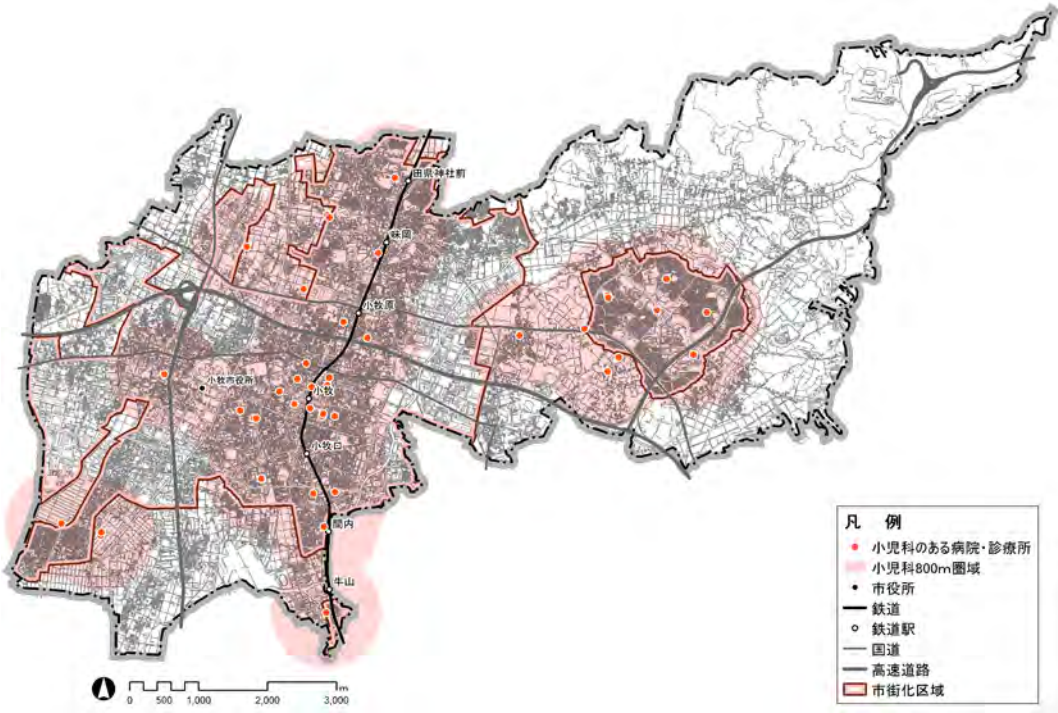 田県神社前
味岡
小牧原
小牧市役所
小牧
小牧口
間内
牛山
凡 例
小児科のある病院・診療所
小児科800m圏域
市役所
鉄道
鉄道駅
国道
高速道路
市街化区域
m
0 500 1,000 2,000 3,000